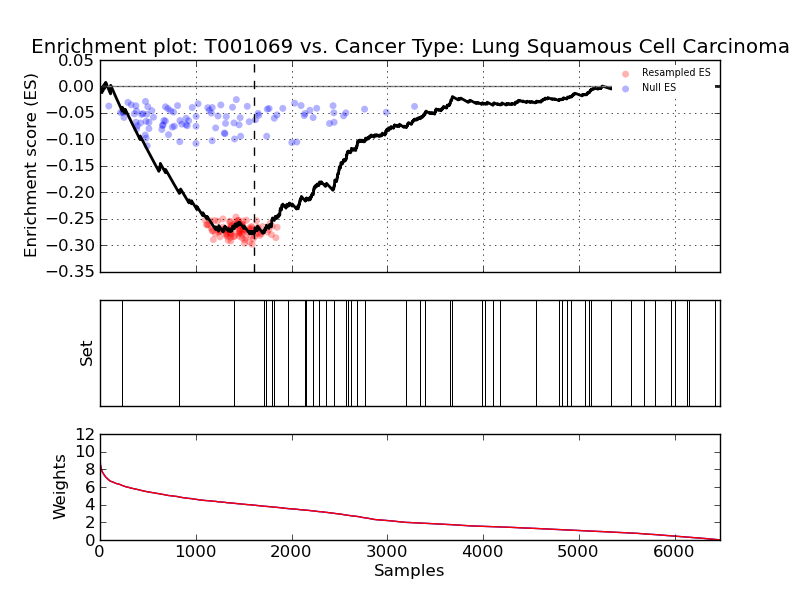 Enrichment plot: T001069 vs. Cancer Type: Lung Squamous Cell Carcinoma
Enrichment score (ES)
0.05
0.00
−0.05
−0.10
−0.15
−0.20
−0.25
−0.30
−0.35
Resampled ES
Null ES
Set
Weights
12
10
8
6
4
2
0
0 1000 2000 3000 4000 5000 6000
Samples